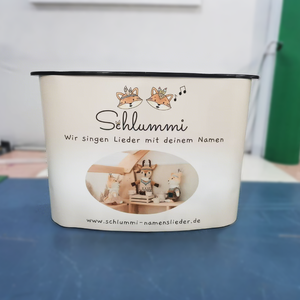 Schlummi
Wir singen Lieder mit deinem Namen
www.schlummi-namenslieder.de